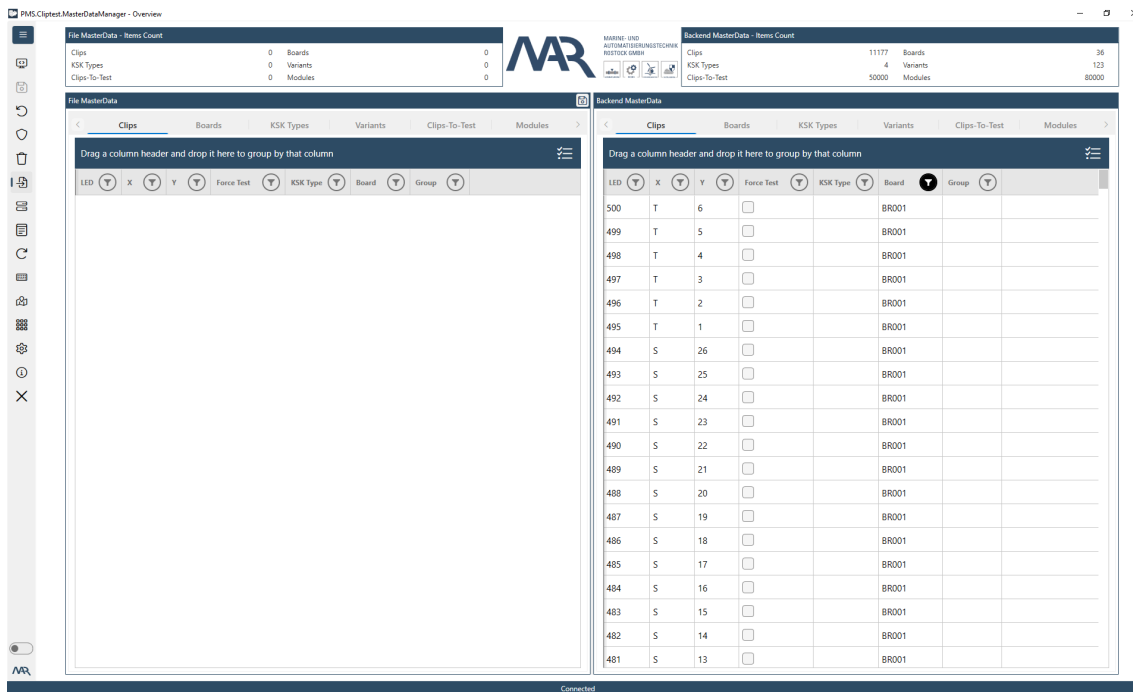 PMS.Cliptest.MasterDataManager - Overview
File MasterData - Items Count
Clips 0 Boards 0
KSK Types 0 Variants 0
Clips-To-Test 0 Modules 0
MAR
MARINE- UND
AUTOMATISIERUNGSTECHNIK
ROSTOCK GMBH
Backend MasterData - Items Count
Clips 11177 Boards 36
KSK Types 4 Variants 123
Clips-To-Test 50000 Modules 80000
File MasterData
Clips Boards KSK Types Variants Clips-To-Test Modules
Drag a column header and drop it here to group by that column
LED X Y Force Test KSK Type Board Group
Backend MasterData
Clips Boards KSK Types Variants Clips-To-Test Modules
Drag a column header and drop it here to group by that column
LED X Y Force Test KSK Type Board Group
500 T 6 BR001
499 T 5 BR001
498 T 4 BR001
497 T 3 BR001
496 T 2 BR001
495 T 1 BR001
494 S 26 BR001
493 S 25 BR001
492 S 24 BR001
491 S 23 BR001
490 S 22 BR001
489 S 21 BR001
488 S 20 BR001
487 S 19 BR001
486 S 18 BR001
485 S 17 BR001
484 S 16 BR001
483 S 15 BR001
482 S 14 BR001
481 S 13 BR001
MAR
Connected